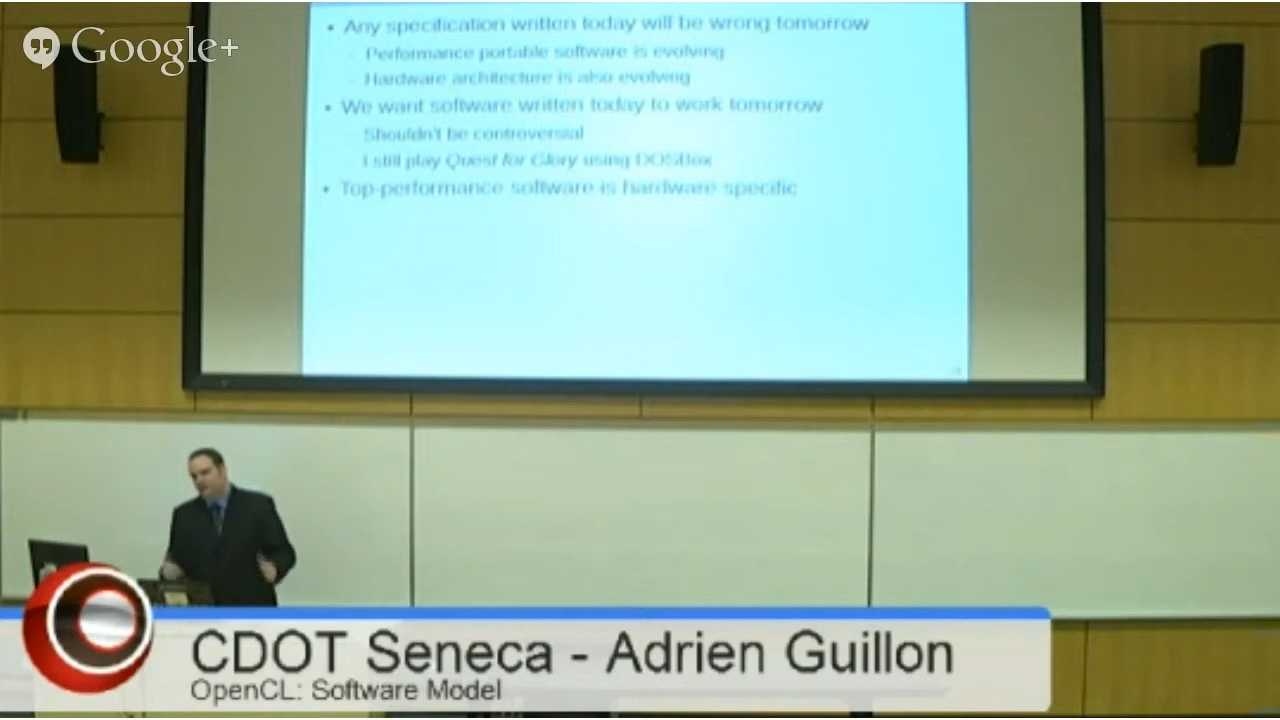 Google+
• Any specification written today will be wrong tomorrow
– Performance portable software is evolving
– Hardware architecture is also evolving
• We want software written today to work tomorrow
– Shouldn't be controversial
– I still play Quest for Glory using DOSBox
• Top-performance software is hardware specific
CDOT Seneca - Adrien Guillon
OpenCL: Software Model